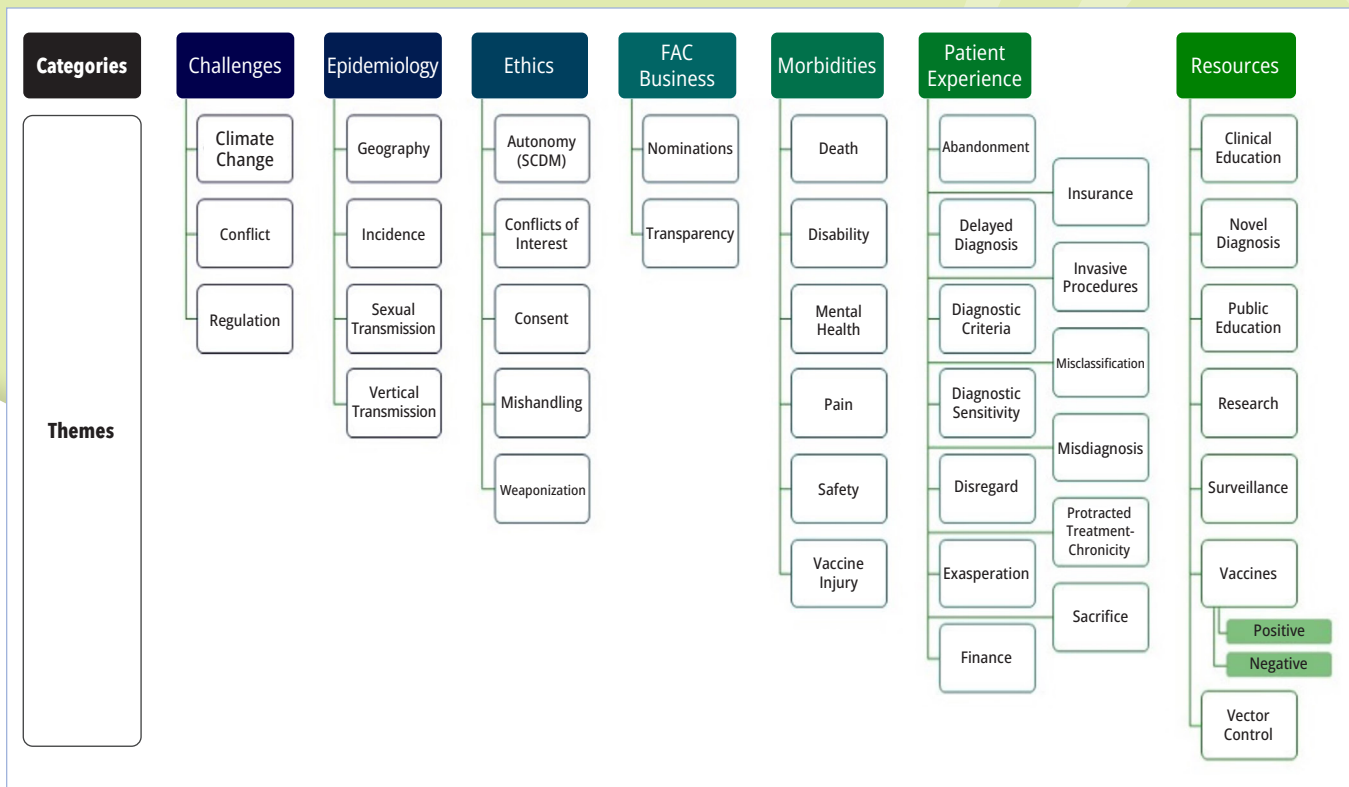 Categories
Challenges
Epidemiology
Ethics
FAC
Business
Morbidities
Patient
Experience
Resources
Themes
Climate
Change
Conflict
Regulation
Geography
Incidence
Sexual
Transmission
Vertical
Transmission
Autonomy
(SCDM)
Conflicts of
Interest
Consent
Mishandling
Weaponization
Nominations
Transparency
Death
Disability
Mental
Health
Pain
Safety
Vaccine
Injury
Abandonment
Insurance
Delayed
Diagnosis
Invasive
Procedures
Diagnostic
Criteria
Misclassification
Diagnostic
Sensitivity
Misdiagnosis
Disregard
Protracted
Treatment-
Chronicity
Exasperation
Sacrifice
Finance
Clinical
Education
Novel
Diagnosis
Public
Education
Research
Surveillance
Vaccines
Positive
Negative
Vector
Control